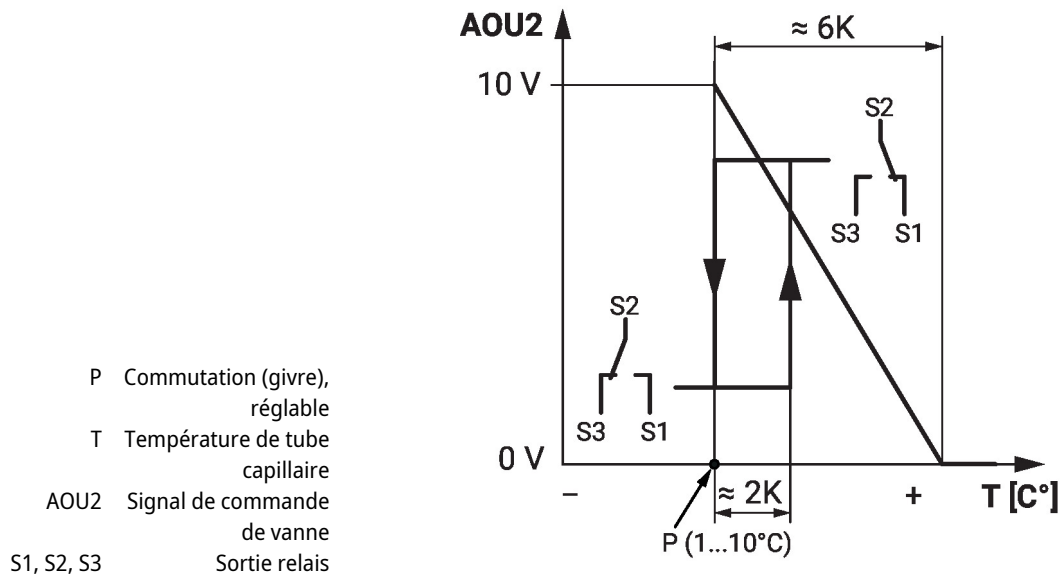 AOU2
≈ 6K
10 V
S2
S3 S1
S2
S3 S1
0 V
– + T [C°]
≈ 2K
P (1...10°C)
P Commutation (givre),
réglable
T Température de tube
capillaire
AOU2 Signal de commande
de vanne
S1, S2, S3 Sortie relais